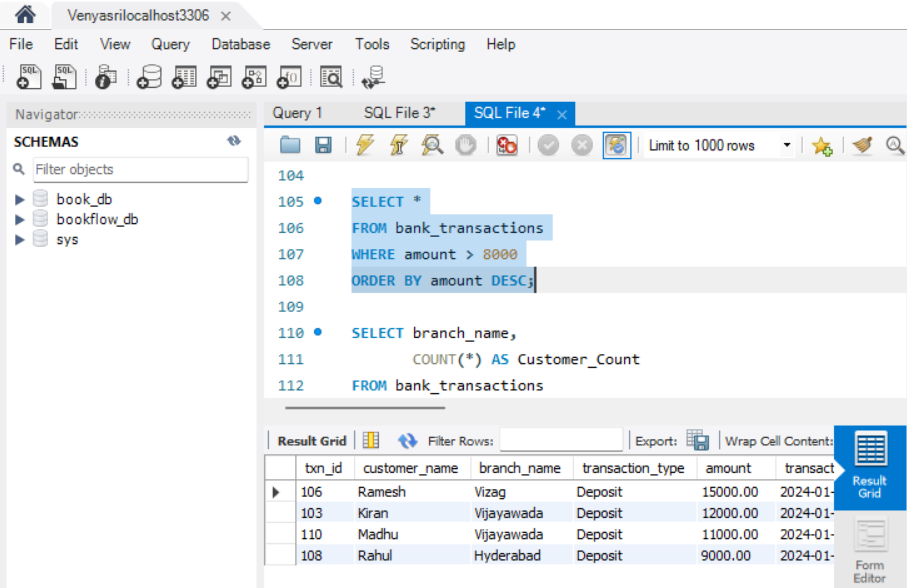 Venyasrilocalhost3306 ×
File Edit View Query Database Server Tools Scripting Help
SQL SQL
Navigator
SCHEMAS
Filter objects
book_db
bookflow_db
sys
Query 1 SQL File 3* SQL File 4* ×
Limit to 1000 rows
104
105 SELECT *
106 FROM bank_transactions
107 WHERE amount > 8000
108 ORDER BY amount DESC;
109
110 SELECT branch_name,
111 COUNT(*) AS Customer_Count
112 FROM bank_transactions
Result Grid Filter Rows: Export: Wrap Cell Content:
txn_id customer_name branch_name transaction_type amount transact
106 Ramesh Vizag Deposit 15000.00 2024-01-
103 Kiran Vijayawada Deposit 12000.00 2024-01-
110 Madhu Vijayawada Deposit 11000.00 2024-01-
108 Rahul Hyderabad Deposit 9000.00 2024-01-
Result
Grid
Form
Editor